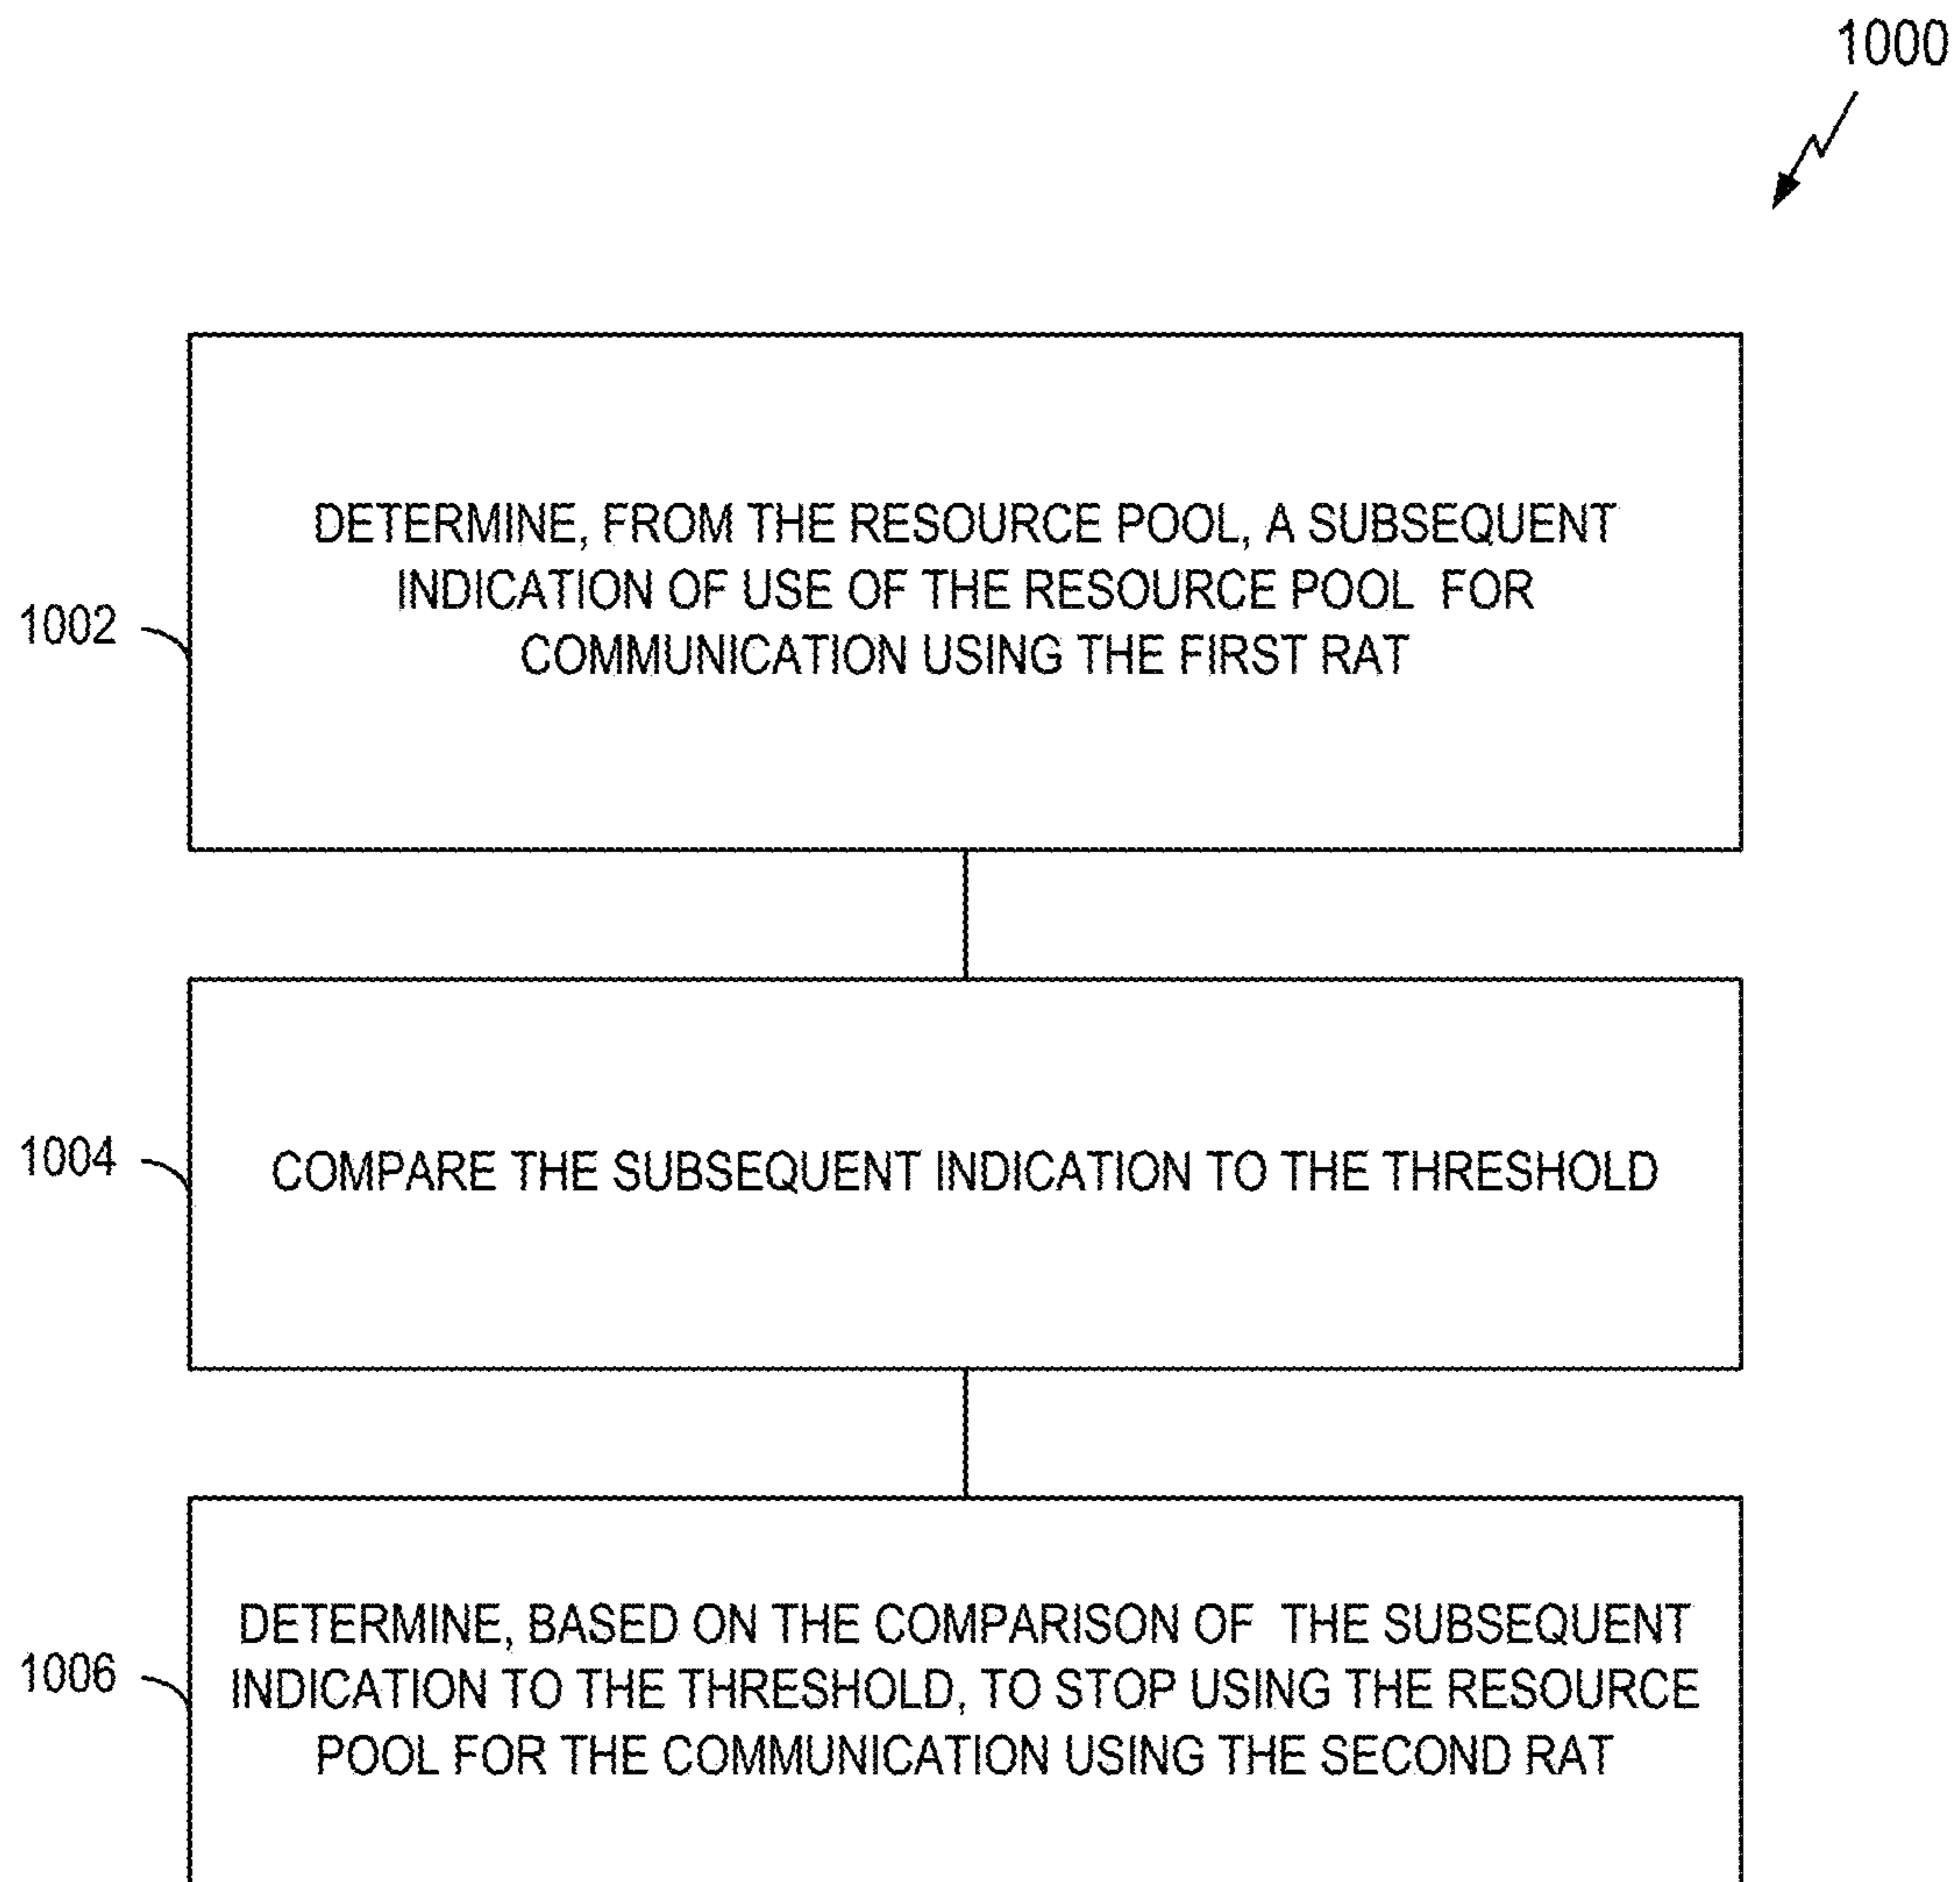 1000
DETERMINE, FROM THE RESOURCE POOL, A SUBSEQUENT
INDICATION OF USE OF THE RESOURCE POOL FOR
COMMUNICATION USING THE FIRST RAT
1002
1004
COMPARE THE SUBSEQUENT INDICATION TO THE THRESHOLD
DETERMINE, BASED ON THE COMPARISON OF THE SUBSEQUENT
INDICATION TO THE THRESHOLD, TO STOP USING THE RESOURCE
POOL FOR THE COMMUNICATION USING THE SECOND RAT
1006